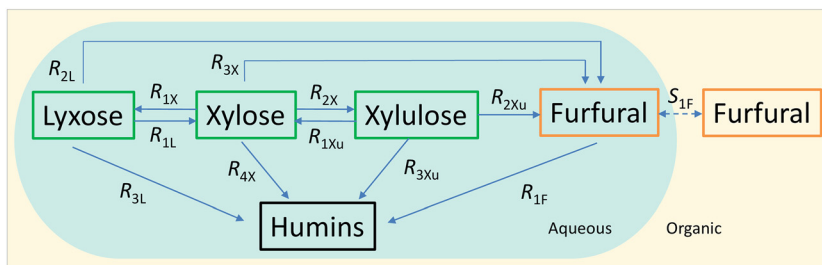 R2L
R3X
R1X
R2X
R2Xu
S1F
Lyxose
Xylose
Xylulose
Furfural
Furfural
R1L
R1Xu
R3L
R4X
R3Xu
R1F
Humins
Aqueous
Organic